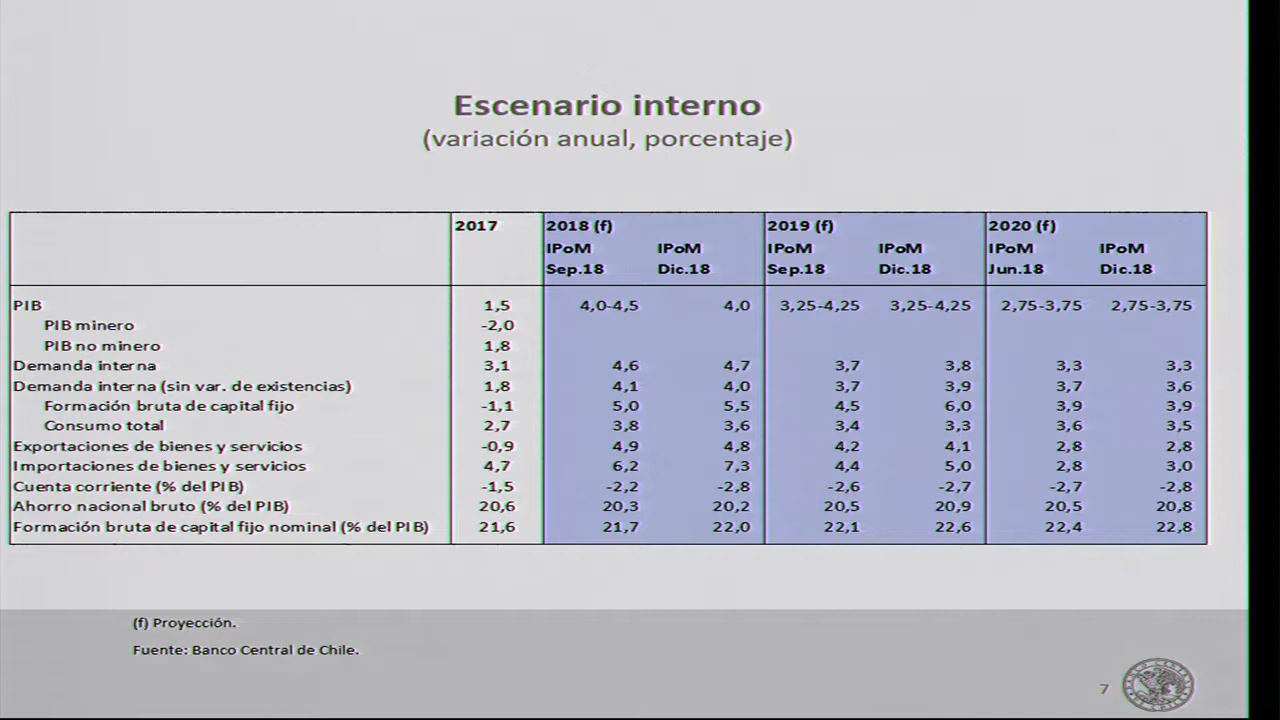 Escenario interno
(variación anual, porcentaje)
2017 2018 (f) 2019 (f) 2020 (f)
IPoM IPoM IPoM IPoM IPoM IPoM
Sep.18 Dic.18 Sep.18 Dic.18 Jun.18 Dic.18
PIB 1,5 4,0-4,5 4,0 3,25-4,25 3,25-4,25 2,75-3,75 2,75-3,75
PIB minero -2,0
PIB no minero 1,8
Demanda interna 3,1 4,6 4,7 3,7 3,8 3,3 3,3
Demanda interna (sin var. de existencias) 1,8 4,1 4,0 3,7 3,9 3,7 3,6
Formación bruta de capital fijo -1,1 5,0 5,5 4,5 6,0 3,9 3,9
Consumo total 2,7 3,8 3,6 3,4 3,3 3,6 3,5
Exportaciones de bienes y servicios -0,9 4,9 4,8 4,2 4,1 2,8 2,8
Importaciones de bienes y servicios 4,7 6,2 7,3 4,4 5,0 2,8 3,0
Cuenta corriente (% del PIB) -1,5 -2,2 -2,8 -2,6 -2,7 -2,7 -2,8
Ahorro nacional bruto (% del PIB) 20,6 20,3 20,2 20,5 20,9 20,5 20,8
Formación bruta de capital fijo nominal (% del PIB) 21,6 21,7 22,0 22,1 22,6 22,4 22,8
(f) Proyección.
Fuente: Banco Central de Chile.
7